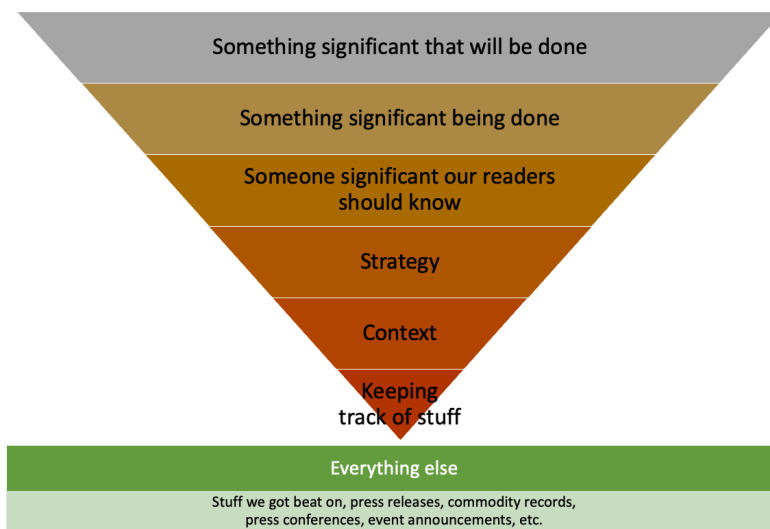 Something significant that will be done
Something significant being done
Someone significant our readers
should know
Strategy
Context
Keeping
track of stuff
Everything else
Stuff we got beat on, press releases, commodity records,
press conferences, event announcements, etc.